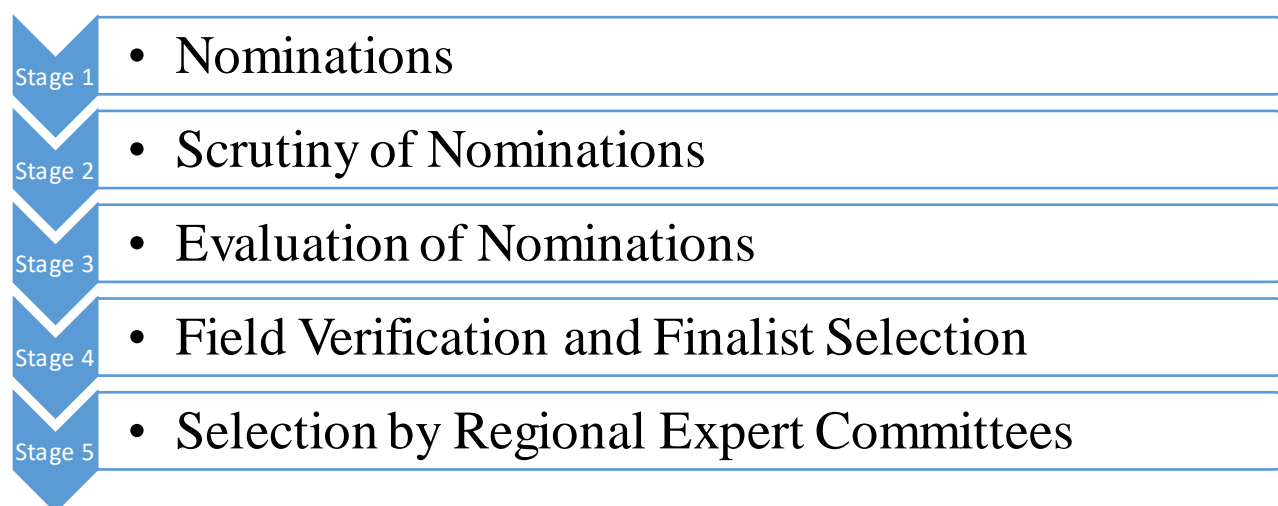 Stage 1
• Nominations
Stage 2
• Scrutiny of Nominations
Stage 3
• Evaluation of Nominations
Stage 4
• Field Verification and Finalist Selection
Stage 5
• Selection by Regional Expert Committees